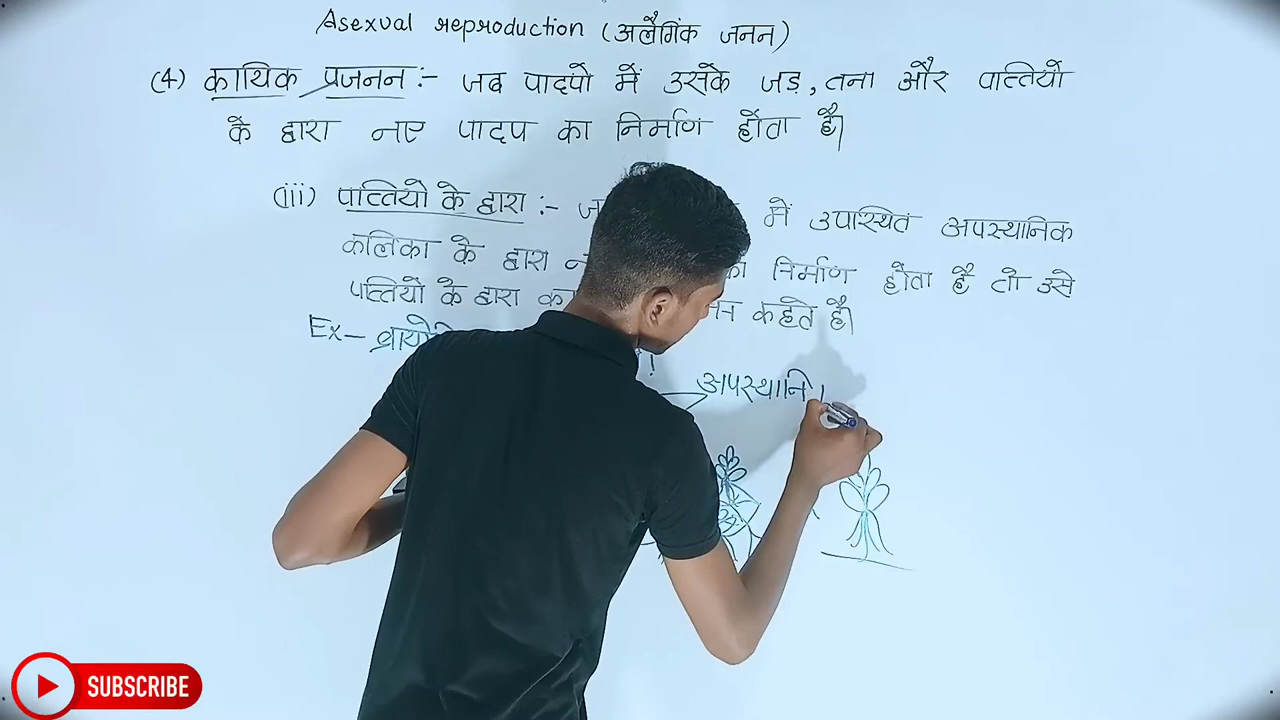 Asexual reproduction (अलैगिंक जनन)
(4) कायिक प्रजनन :- जब पादपो में उसके जड़, तना और पत्तियो
के द्वारा नए पादप का निर्माण होता है।
(iii) पत्तियो के द्वारा :- में उपास्थित अपस्थानिक
कलिका के द्वारा का निर्माण होता है तो उसे
पत्तियो के द्वारा कहते है।
Ex-
अपस्थानि
SUBSCRIBE